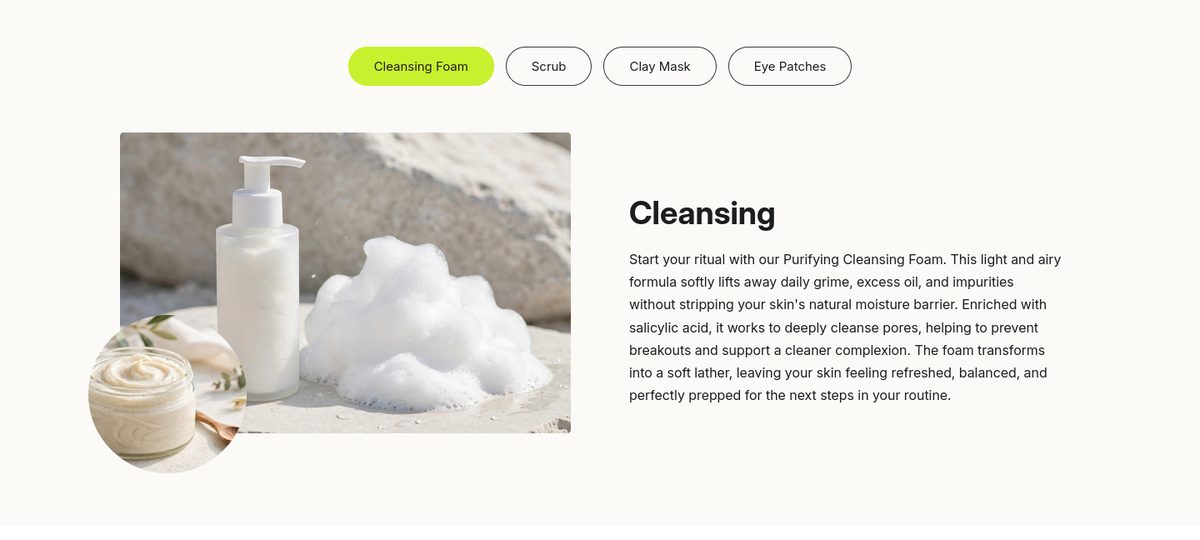 Cleansing Foam
Scrub
Clay Mask
Eye Patches
Cleansing
Start your ritual with our Purifying Cleansing Foam. This light and airy
formula softly lifts away daily grime, excess oil, and impurities
without stripping your skin's natural moisture barrier. Enriched with
salicylic acid, it works to deeply cleanse pores, helping to prevent
breakouts and support a cleaner complexion. The foam transforms
into a soft lather, leaving your skin feeling refreshed, balanced, and
perfectly prepped for the next steps in your routine.